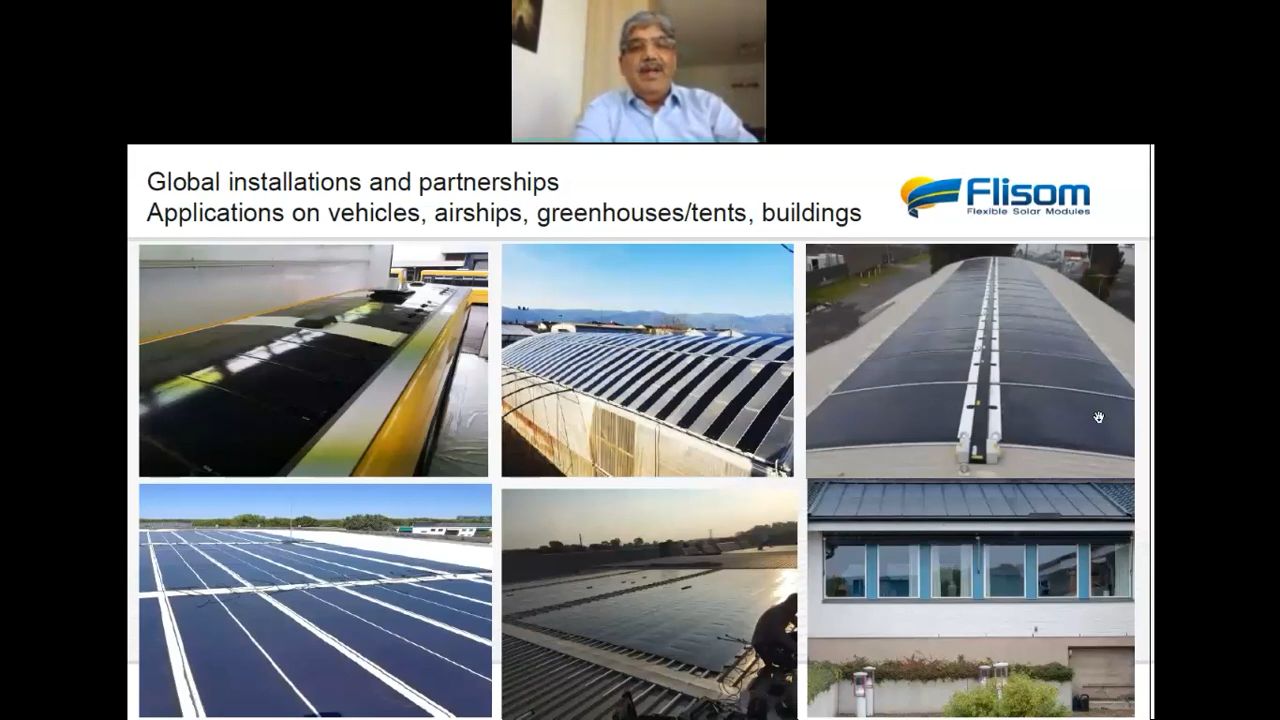 Global installations and partnerships
Applications on vehicles, airships, greenhouses/tents, buildings
Flisom
Flexible Solar Modules